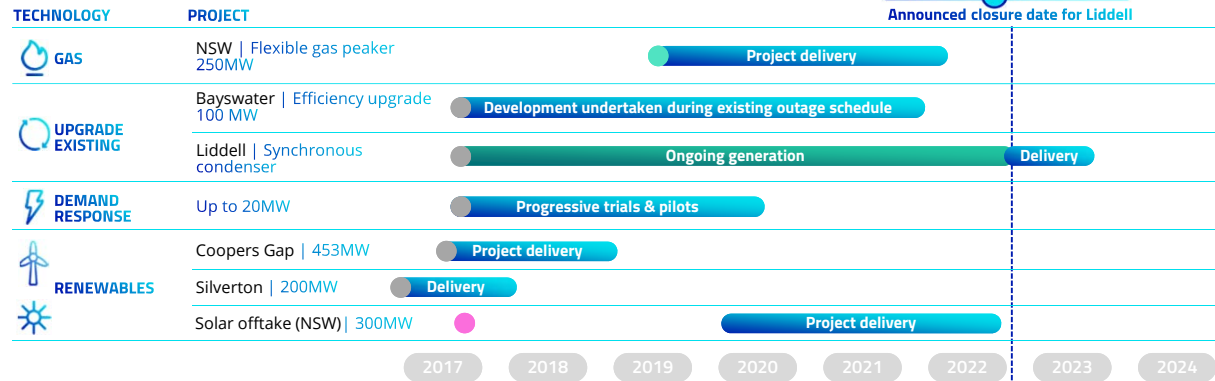 Announced closure date for Liddell
TECHNOLOGY PROJECT
GAS
NSW | Flexible gas peaker
250MW
Project delivery
UPGRADE
EXISTING
Bayswater | Efficiency upgrade
100 MW
Development undertaken during existing outage schedule
Liddell | Synchronous
condenser
Ongoing generation
Delivery
DEMAND
RESPONSE
Up to 20MW
Progressive trials & pilots
RENEWABLES
Coopers Gap | 453MW
Project delivery
Silverton | 200MW
Delivery
Solar offtake (NSW)| 300MW
Project delivery
2017 2018 2019 2020 2021 2022 2023 2024